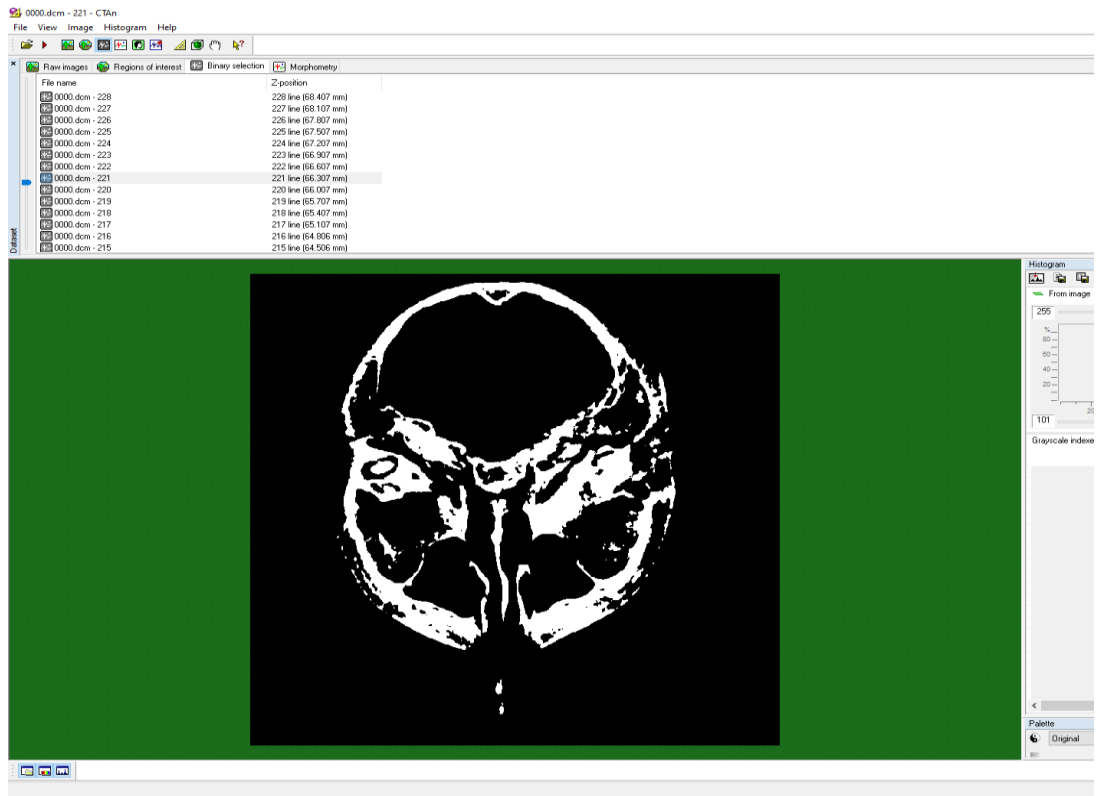 0000.dcm - 221 - CTAn
File View Image Histogram Help
Raw images Regions of interest Binary selection Morphometry
File name Z-position
0000.dcm - 228 228 line (68.407 mm)
0000.dcm - 227 227 line (68.107 mm)
0000.dcm - 226 226 line (67.807 mm)
0000.dcm - 225 225 line (67.507 mm)
0000.dcm - 224 224 line (67.207 mm)
0000.dcm - 223 223 line (66.907 mm)
0000.dcm - 222 222 line (66.607 mm)
0000.dcm - 221 221 line (66.307 mm)
0000.dcm - 220 220 line (66.007 mm)
0000.dcm - 219 219 line (65.707 mm)
0000.dcm - 218 218 line (65.407 mm)
0000.dcm - 217 217 line (65.107 mm)
0000.dcm - 216 216 line (64.806 mm)
0000.dcm - 215 215 line (64.506 mm)
Dataset
Histogram
From image
255
%
80
60
40
20
20
101
Grayscale indexe
Palette
Original